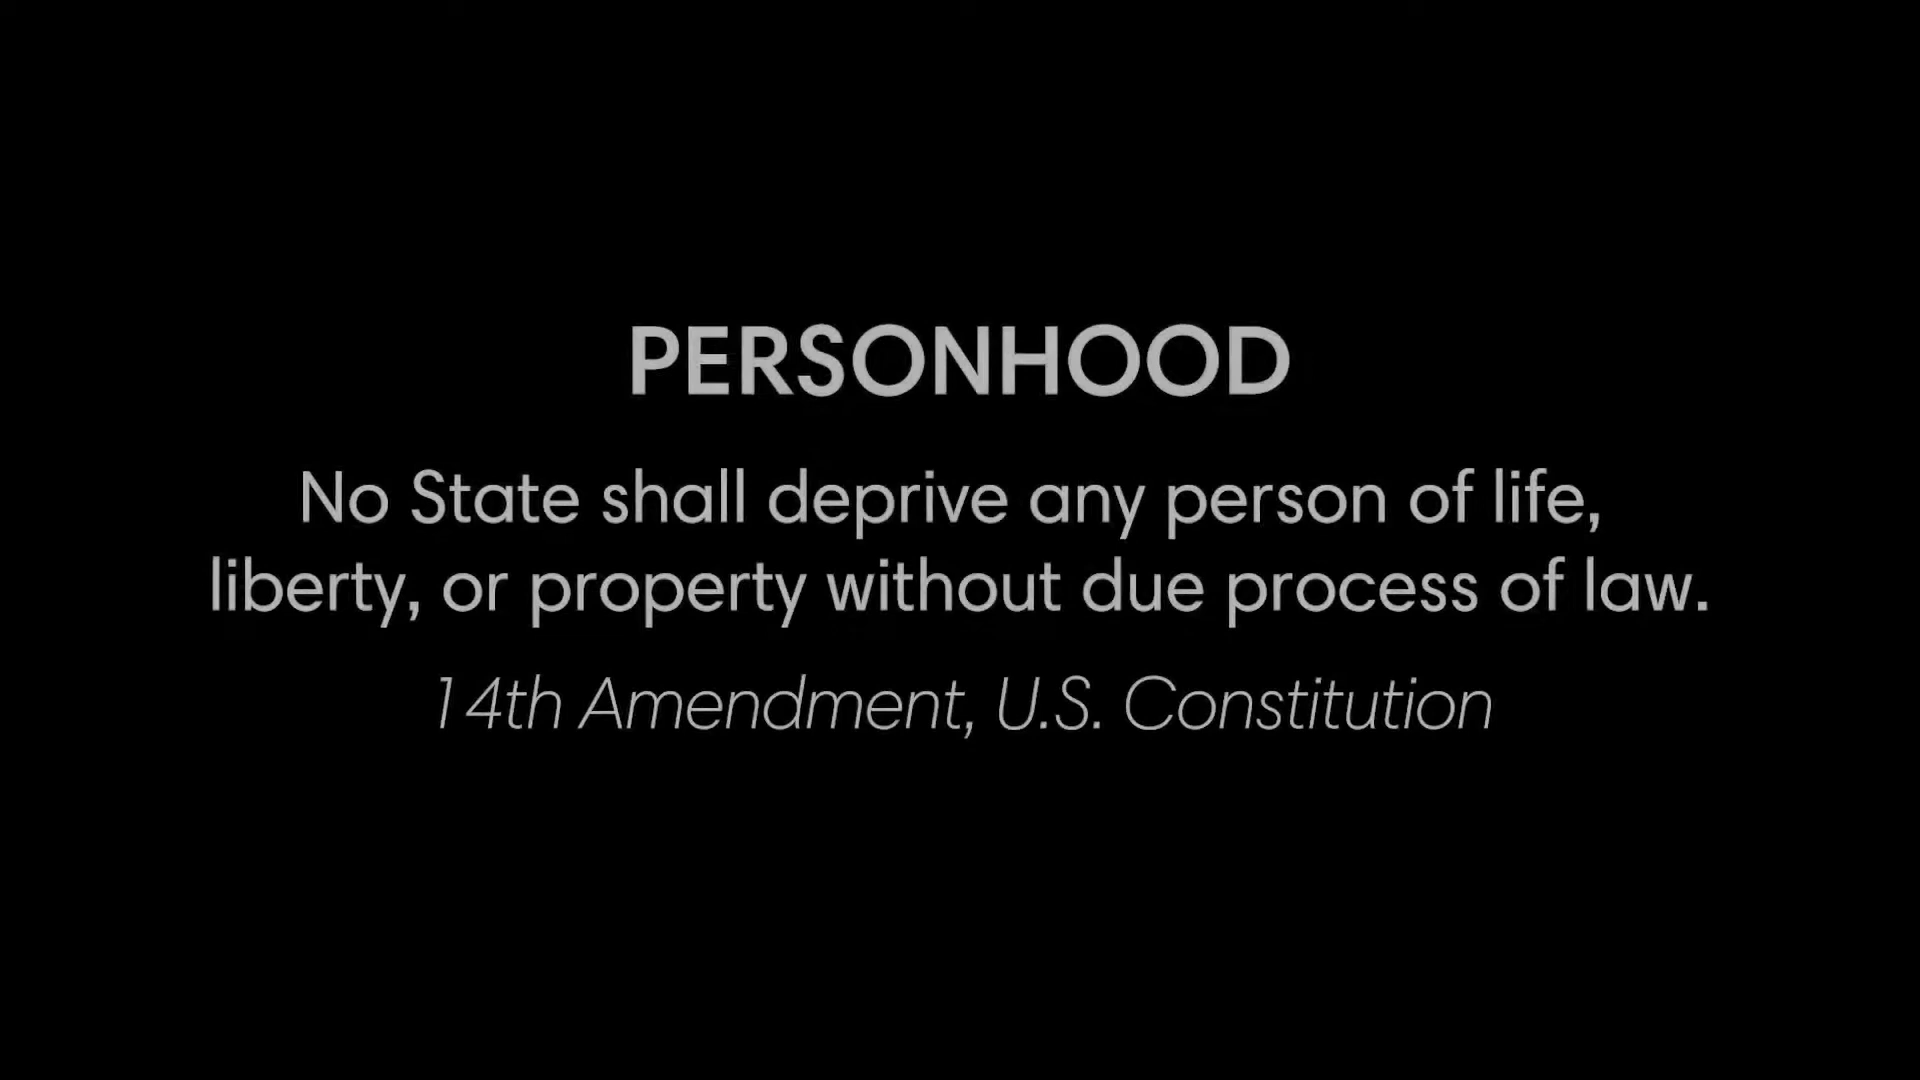 PERSONHOOD
No State shall deprive any person of life,
liberty, or property without due process of law.
14th Amendment, U.S. Constitution